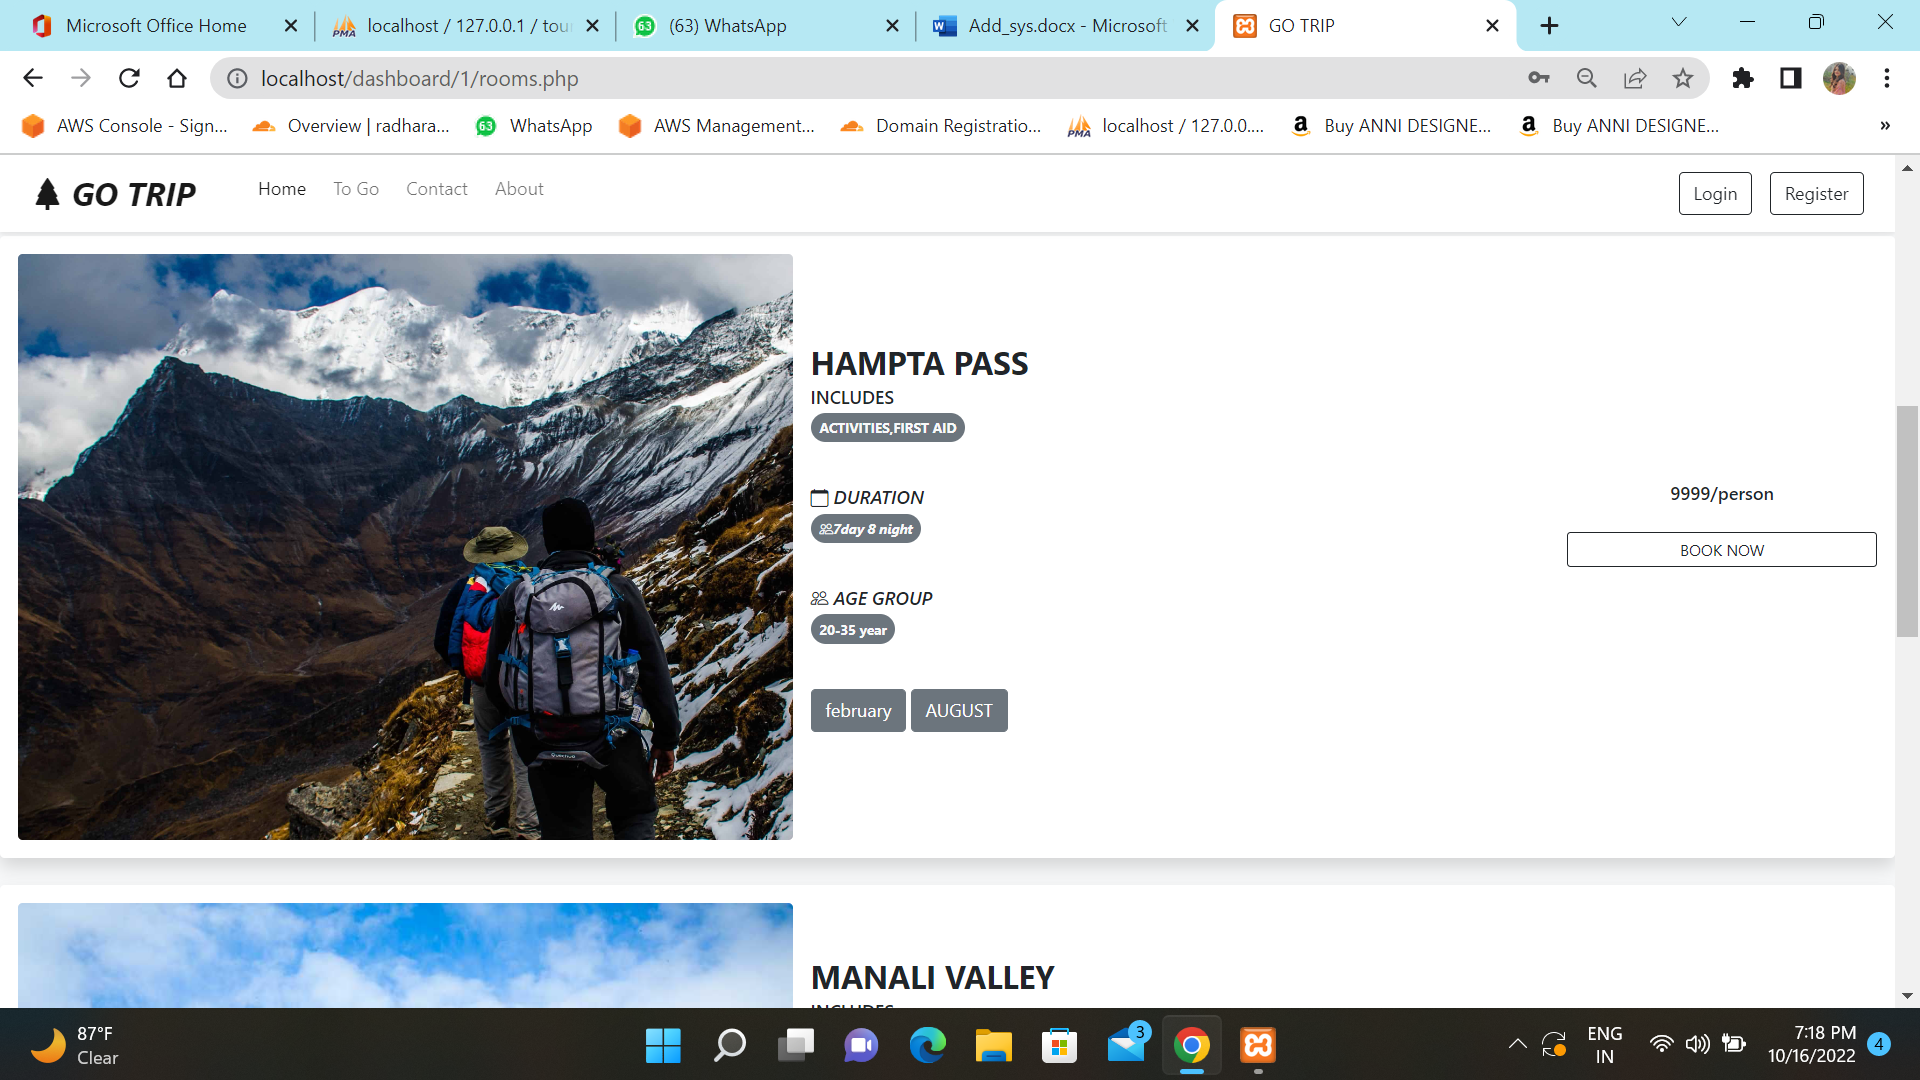 Microsoft Office Home
localhost / 127.0.0.1 / tour
(63) WhatsApp
Add_sys.docx - Microsoft
GO TRIP
localhost/dashboard/1/rooms.php
AWS Console - Sign...
Overview | radhara...
WhatsApp
AWS Management...
Domain Registratio...
localhost / 127.0.0....
Buy ANNI DESIGNE...
Buy ANNI DESIGNE...
»
GO TRIP
Home
To Go
Contact
About
Login
Register
HAMPTA PASS
INCLUDES
ACTIVITIES,FIRST AID
DURATION
7day 8 night
AGE GROUP
20-35 year
february
AUGUST
9999/person
BOOK NOW
MANALI VALLEY
INCLUDES
87°F
Clear
3
ENG
IN
7:18 PM
10/16/2022
4